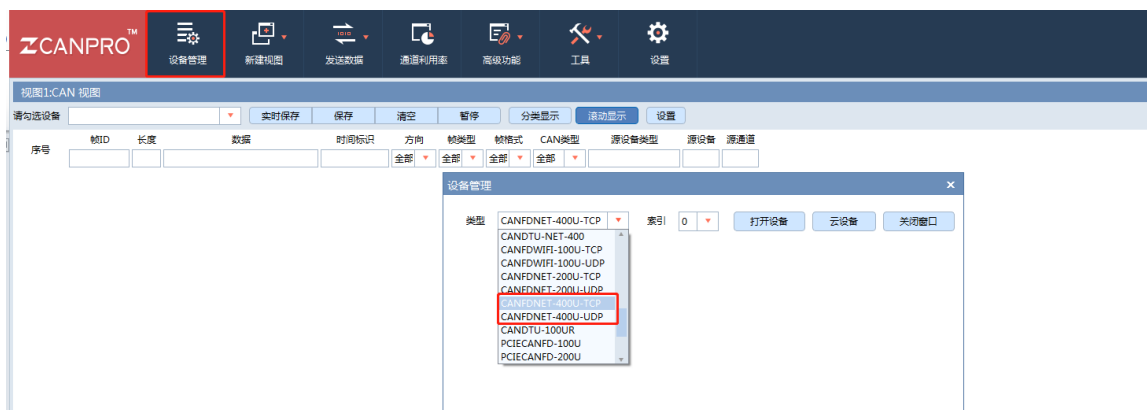 ZCANPRO™
设备管理 新建视图 发送数据 通道利用率 高级功能 工具 设置
视图1:CAN 视图
请勾选设备 实时保存 保存 清空 暂停 分类显示 滚动显示 设置
序号 帧ID 长度 数据 时间标识 方向 帧类型 帧格式 CAN类型 源设备类型 源设备 源通道
全部 全部 全部 全部
设备管理 ×
类型 CANFDNET-400U-TCP 索引 0 打开设备 云设备 关闭窗口
CANDTU-NET-400
CANFDWIFI-100U-TCP
CANFDWIFI-100U-UDP
CANFDNET-200U-TCP
CANFDNET-200U-UDP
CANFDNET-400U-TCP
CANFDNET-400U-UDP
CANDTU-100UR
PCIECANFD-100U
PCIECANFD-200U